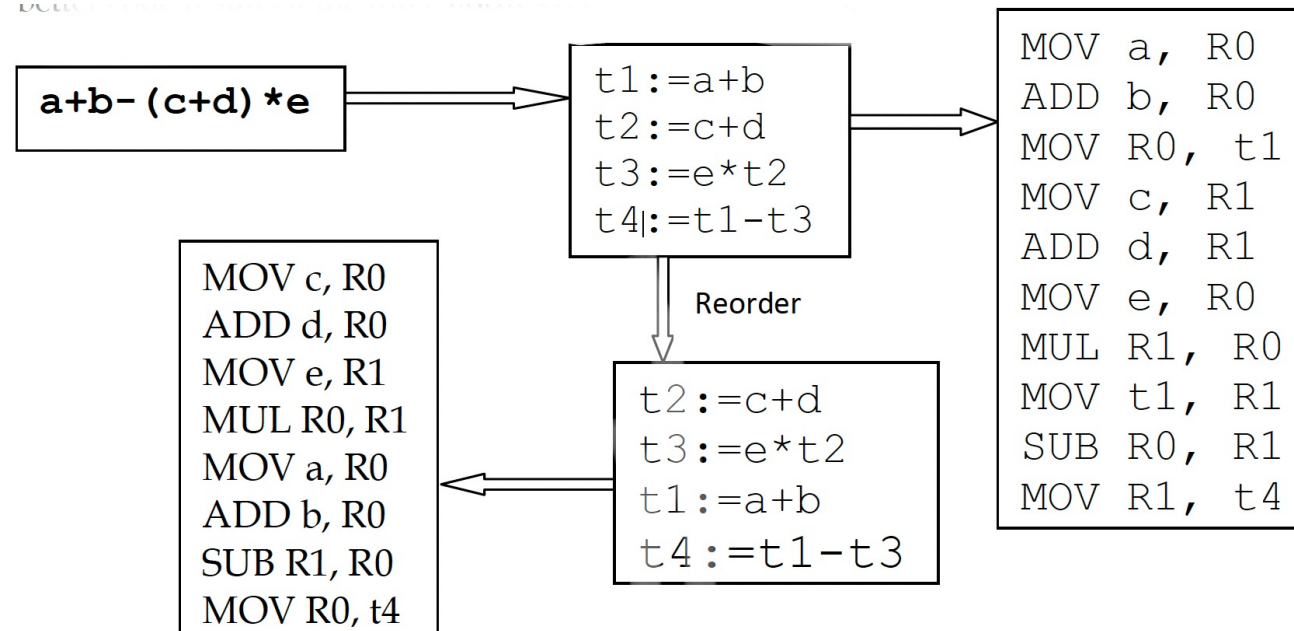 a+b-(c+d)*e
t1:=a+b
t2:=c+d
t3:=e*t2
t4:=t1-t3
MOV a, R0
ADD b, R0
MOV R0, t1
MOV c, R1
ADD d, R1
MOV e, R0
MUL R1, R0
MOV t1, R1
SUB R0, R1
MOV R1, t4
Reorder
t2:=c+d
t3:=e*t2
t1:=a+b
t4:=t1-t3
MOV c, R0
ADD d, R0
MOV e, R1
MUL R0, R1
MOV a, R0
ADD b, R0
SUB R1, R0
MOV R0, t4